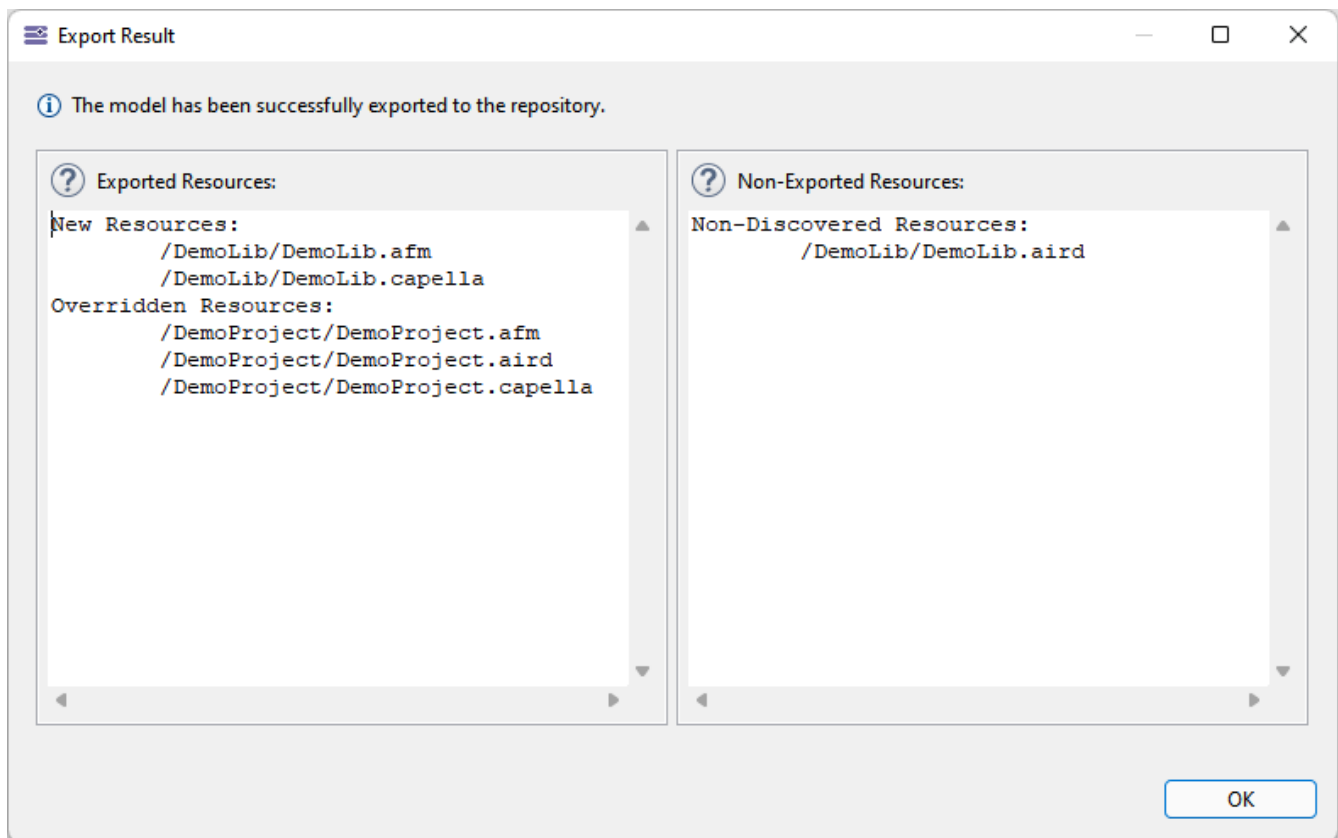 Export Result
The model has been successfully exported to the repository.
Exported Resources:
New Resources:
/DemoLib/DemoLib.afm
/DemoLib/DemoLib.capella
Overridden Resources:
/DemoProject/DemoProject.afm
/DemoProject/DemoProject.aird
/DemoProject/DemoProject.capella
Non-Exported Resources:
Non-Discovered Resources:
/DemoLib/DemoLib.aird
OK